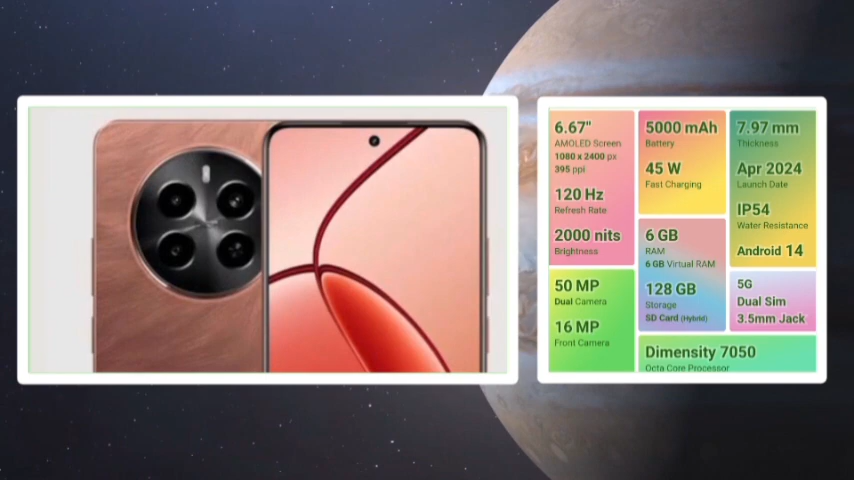 6.67"
AMOLED Screen
1080 x 2400 px
395 ppi
120 Hz
Refresh Rate
2000 nits
Brightness
50 MP
Dual Camera
16 MP
Front Camera
5000 mAh
Battery
45 W
Fast Charging
6 GB
RAM
6 GB Virtual RAM
128 GB
Storage
SD Card (Hybrid)
7.97 mm
Thickness
Apr 2024
Launch Date
IP54
Water Resistance
Android 14
5G
Dual Sim
3.5mm Jack
Dimensity 7050
Octa Core Processor